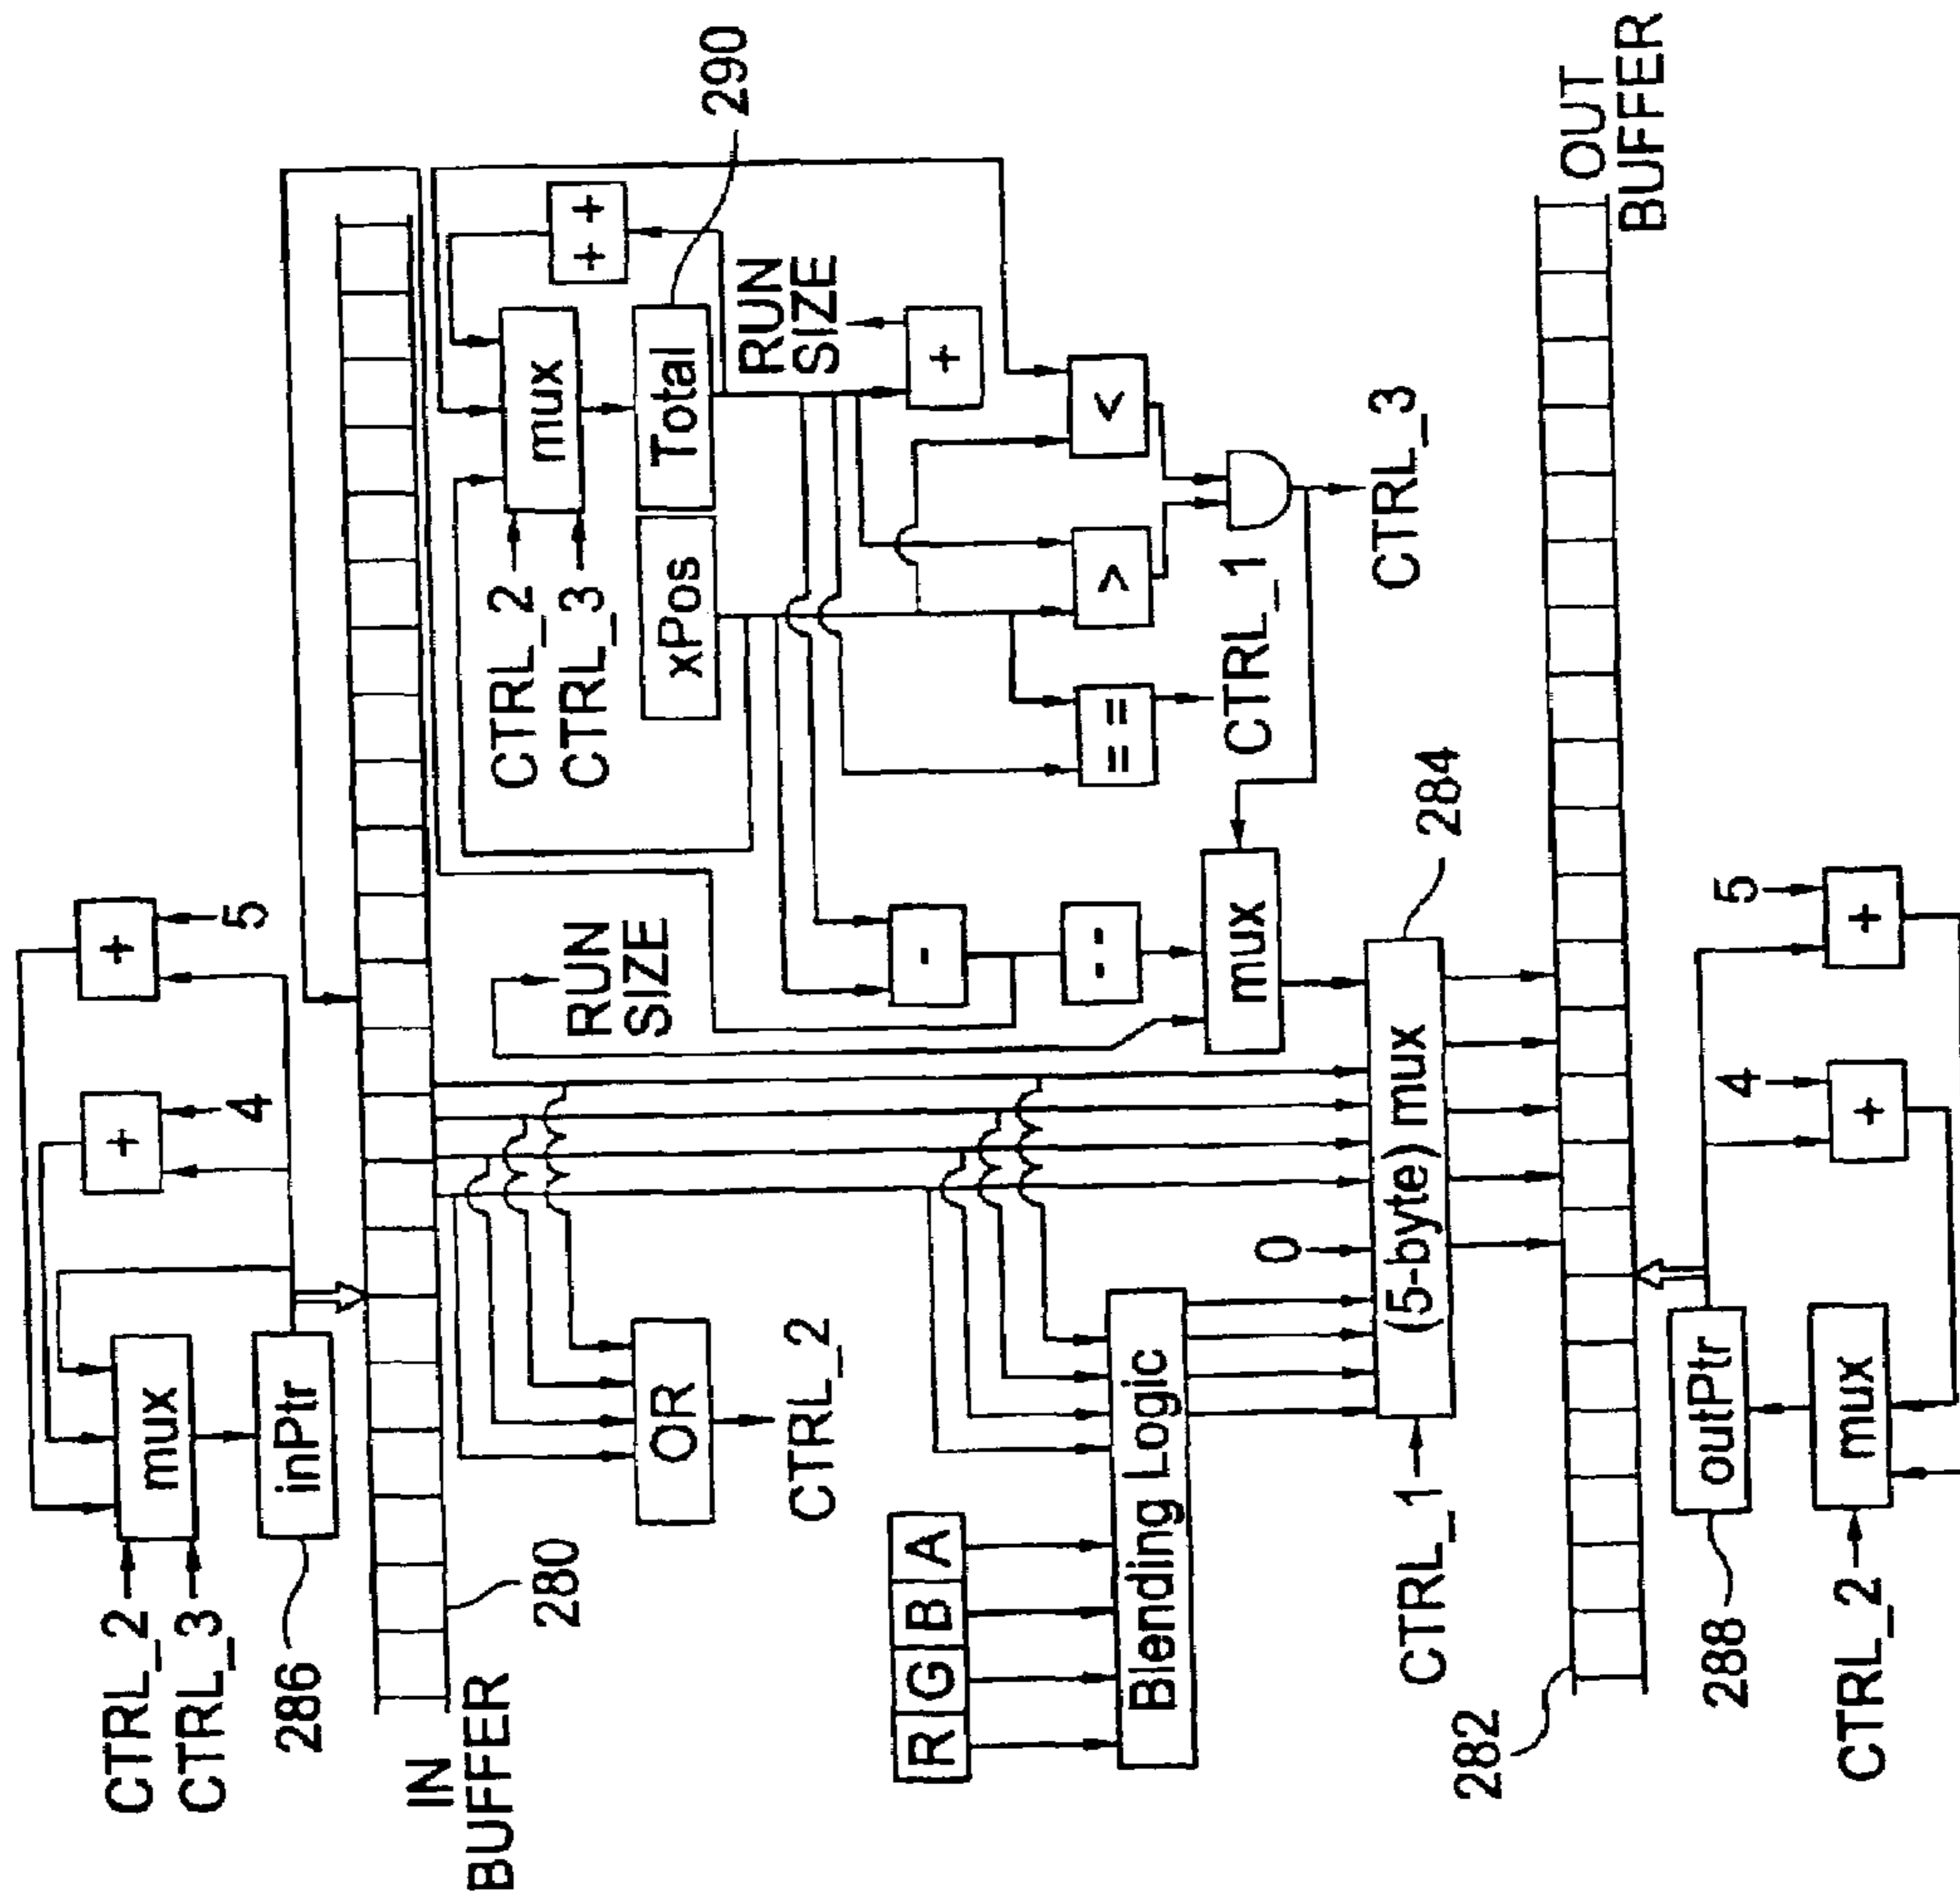 CTRL_2
CTRL_3
mux
+
4
+
5
286
inPtr
IN
BUFFER
280
OR
CTRL_2
RUN
SIZE
CTRL_2
CTRL_3
mux
+ +
xPos
Total
290
RUN
SIZE
+
R G B A
-
--
= =
>
<
CTRL_1
CTRL_3
Blending Logic
0
mux
CTRL_1
(5-byte) mux
284
282
OUT
BUFFER
288
outPtr
4
+
5
+
CTRL_2
mux